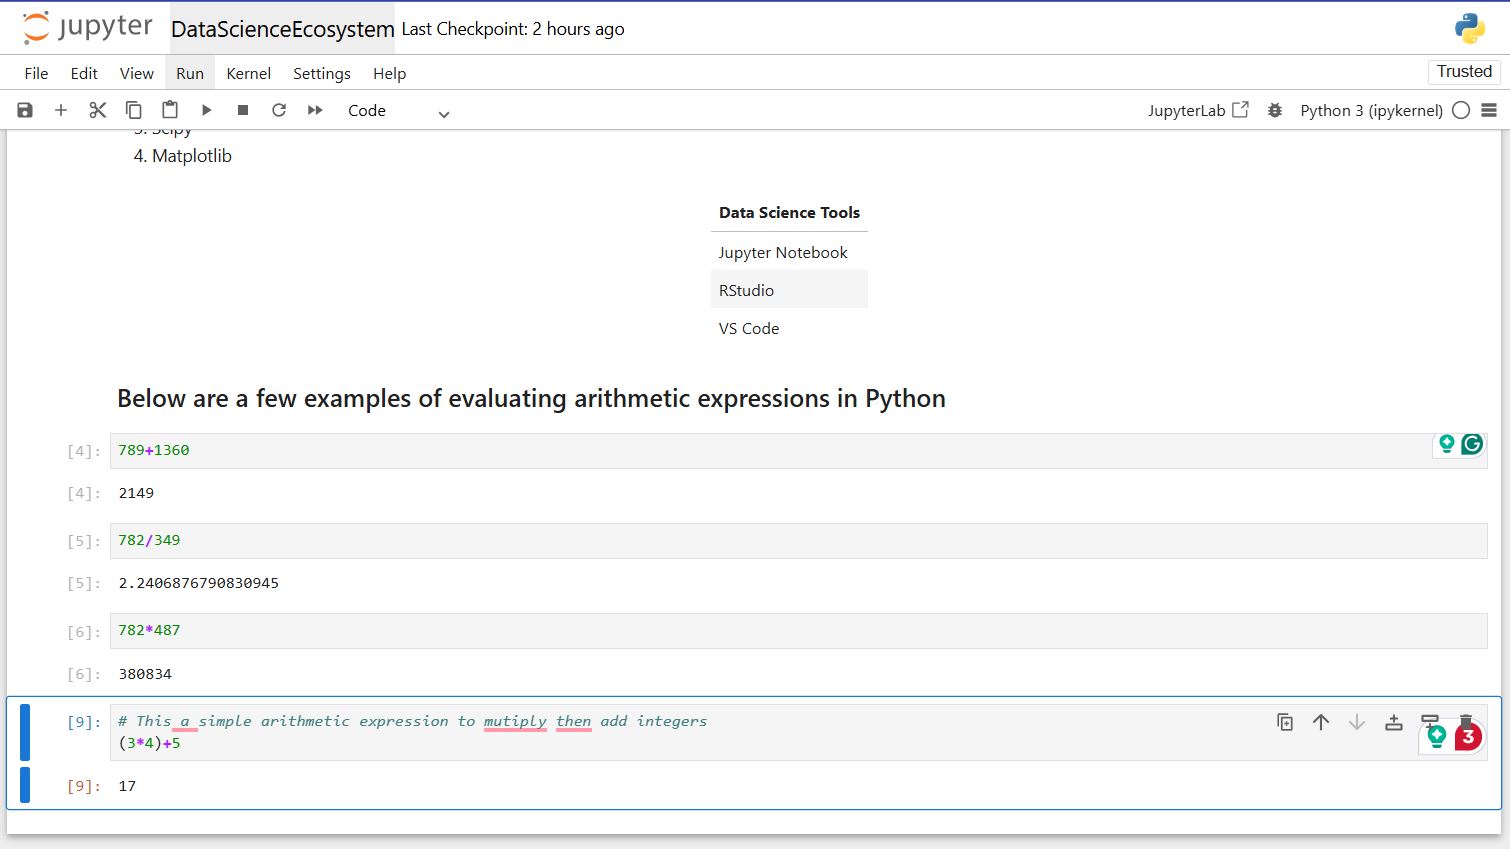 jupyter DataScienceEcosystem Last Checkpoint: 2 hours ago
File Edit View Run Kernel Settings Help Trusted
Code JupyterLab Python 3 (ipykernel)
3. Scipy
4. Matplotlib
Data Science Tools
Jupyter Notebook
RStudio
VS Code
Below are a few examples of evaluating arithmetic expressions in Python
[4]: 789+1360
[4]: 2149
[5]: 782/349
[5]: 2.2406876790830945
[6]: 782*487
[6]: 380834
[9]: # This a simple arithmetic expression to mutiply then add integers
(3*4)+5
3
[9]: 17